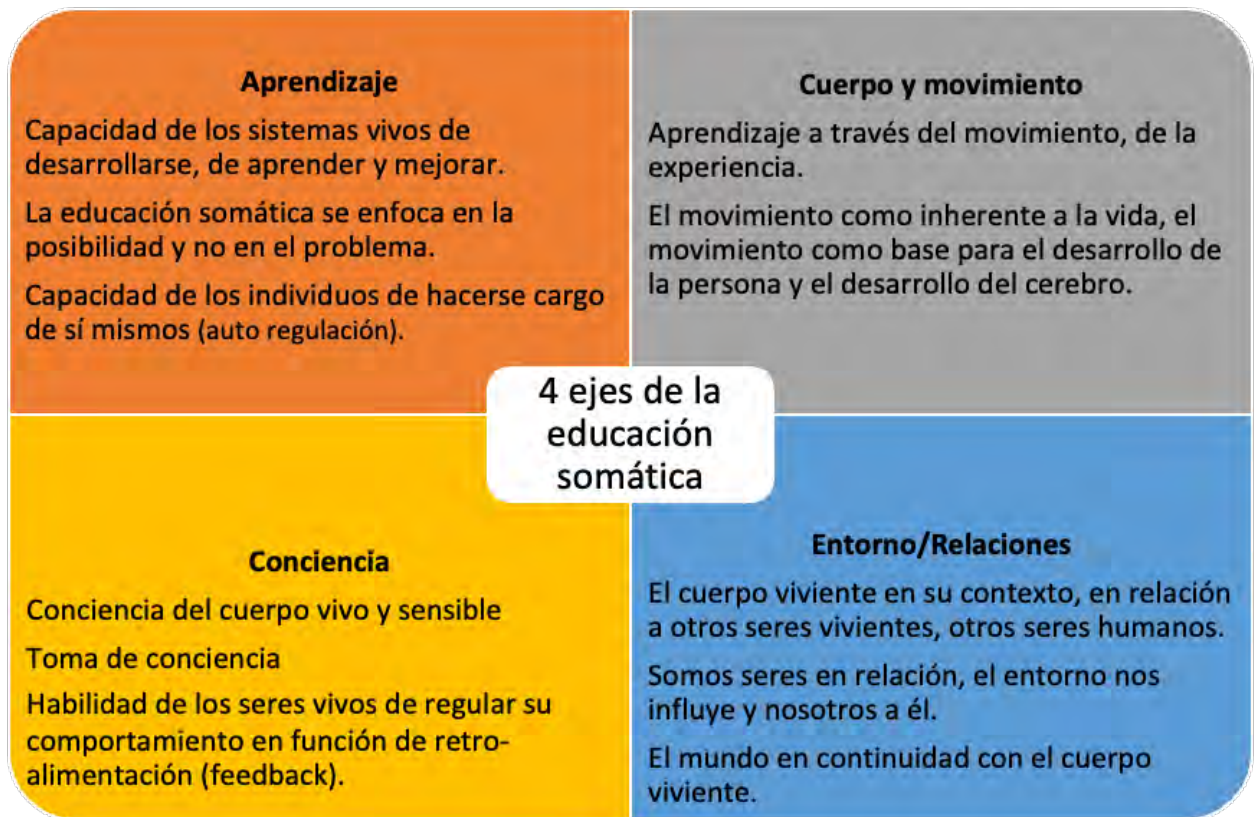 Aprendizaje
Capacidad de los sistemas vivos de
desarrollarse, de aprender y mejorar.
La educación somática se enfoca en la
posibilidad y no en el problema.
Capacidad de los individuos de hacerse cargo
de sí mismos (auto regulación).
Cuerpo y movimiento
Aprendizaje a través del movimiento, de la
experiencia.
El movimiento como inherente a la vida, el
movimiento como base para el desarrollo de
la persona y el desarrollo del cerebro.
4 ejes de la
educación
somática
Conciencia
Conciencia del cuerpo vivo y sensible
Toma de conciencia
Habilidad de los seres vivos de regular su
comportamiento en función de retro-
alimentación (feedback).
Entorno/Relaciones
El cuerpo viviente en su contexto, en relación
a otros seres vivientes, otros seres humanos.
Somos seres en relación, el entorno nos
influye y nosotros a él.
El mundo en continuidad con el cuerpo
viviente.